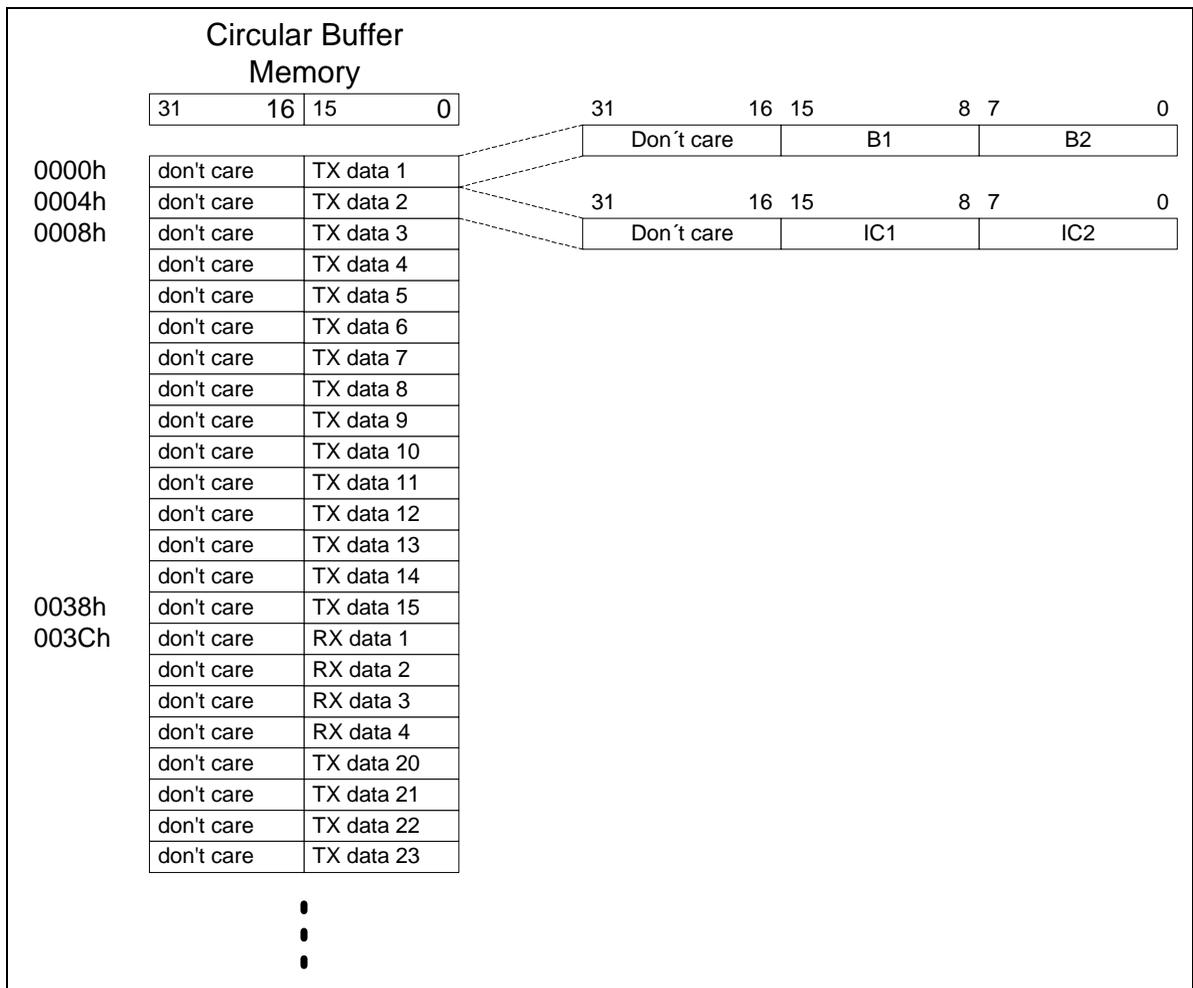 Circular Buffer
Memory
31 16 15 0
31 16 15 8 7 0
Don´t care B1 B2
0000h don't care TX data 1
0004h don't care TX data 2
31 16 15 8 7 0
0008h don't care TX data 3
Don´t care IC1 IC2
don't care TX data 4
don't care TX data 5
don't care TX data 6
don't care TX data 7
don't care TX data 8
don't care TX data 9
don't care TX data 10
don't care TX data 11
don't care TX data 12
don't care TX data 13
don't care TX data 14
0038h don't care TX data 15
003Ch don't care RX data 1
don't care RX data 2
don't care RX data 3
don't care RX data 4
don't care TX data 20
don't care TX data 21
don't care TX data 22
don't care TX data 23